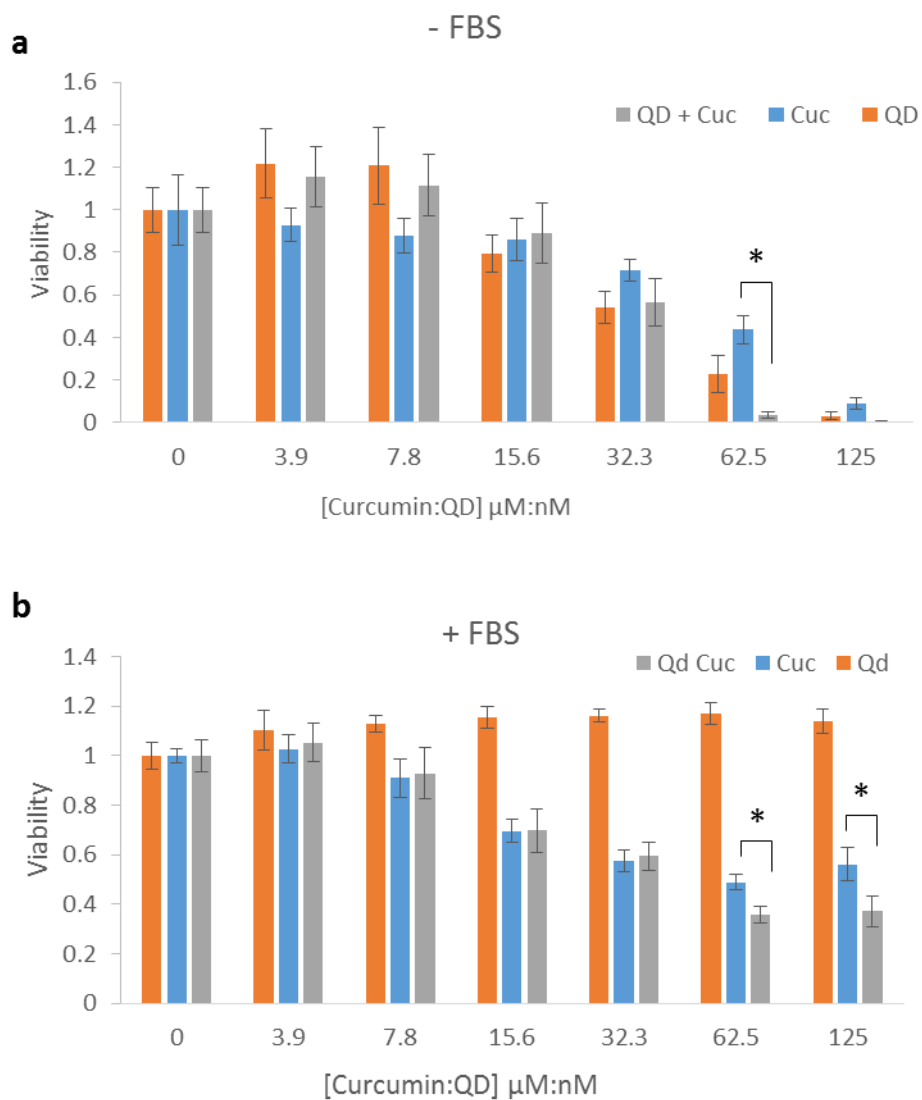 a
- FBS
1.6
1.4
1.2
1
0.8
0.6
0.4
0.2
0
Viability
QD + Cuc Cuc QD
*
0 3.9 7.8 15.6 32.3 62.5 125
[Curcumin:QD] µM:nM
b
+ FBS
1.4
1.2
1
0.8
0.6
0.4
0.2
0
Viability
Qd Cuc Cuc Qd
* *
0 3.9 7.8 15.6 32.3 62.5 125
[Curcumin:QD] µM:nM